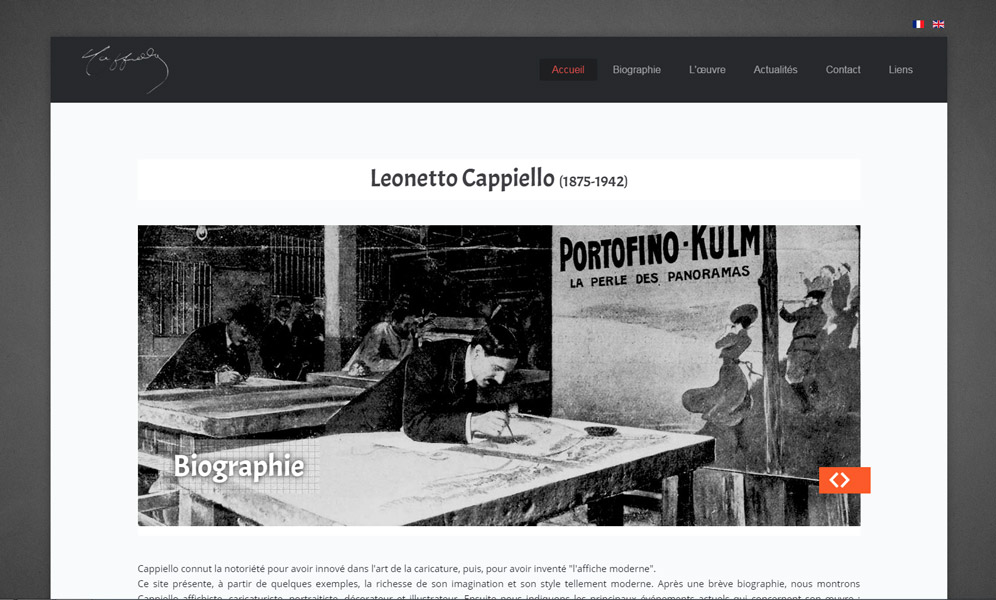 Accueil Biographie L'œuvre Actualités Contact Liens
Leonetto Cappiello (1875-1942)
PORTOFINO-KULM
LA PERLE DES PANORAMAS
Biographie
Cappiello connut la notoriété pour avoir innové dans l'art de la caricature, puis, pour avoir inventé "l'affiche moderne".
Ce site présente, à partir de quelques exemples, la richesse de son imagination et son style tellement moderne. Après une brève biographie, nous montrons
Cappiello affichiste, caricaturiste, portraitiste, décorateur et illustrateur. Ensuite nous indiquons les principaux événements actuels qui concernent son œuvre :